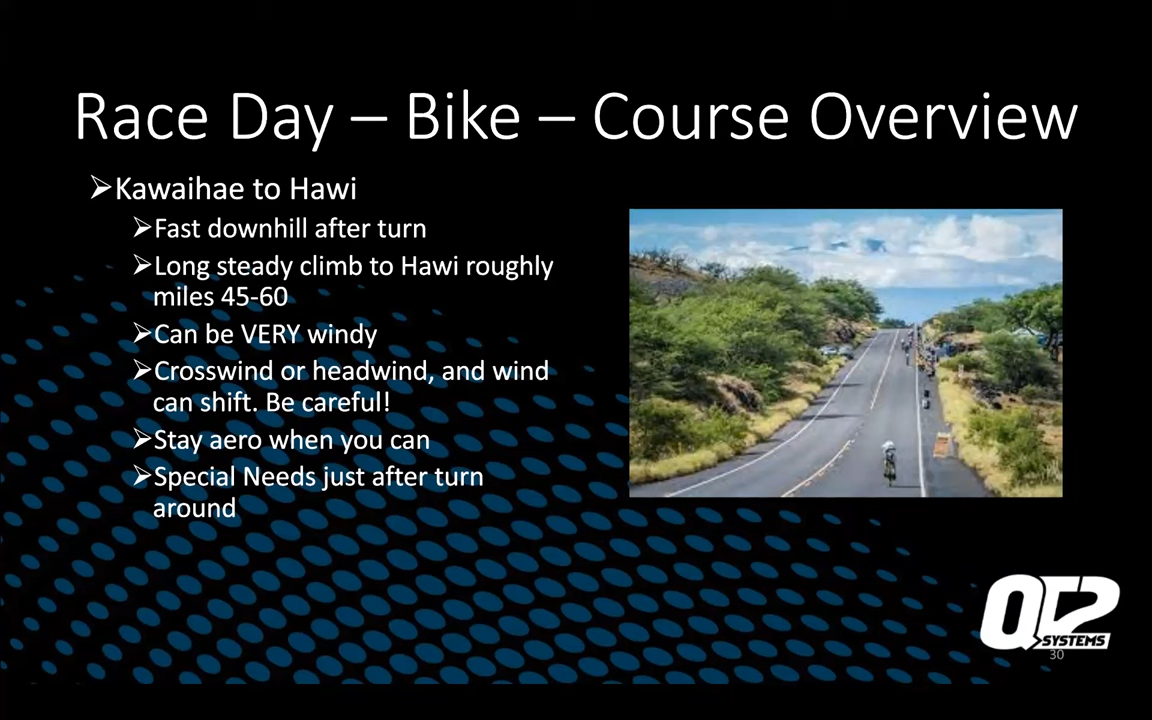 Race Day – Bike – Course Overview
➢Kawaihae to Hawi
➢Fast downhill after turn
➢Long steady climb to Hawi roughly
miles 45-60
➢Can be VERY windy
➢Crosswind or headwind, and wind
can shift. Be careful!
➢Stay aero when you can
➢Special Needs just after turn
around
QT2
SYSTEMS
30